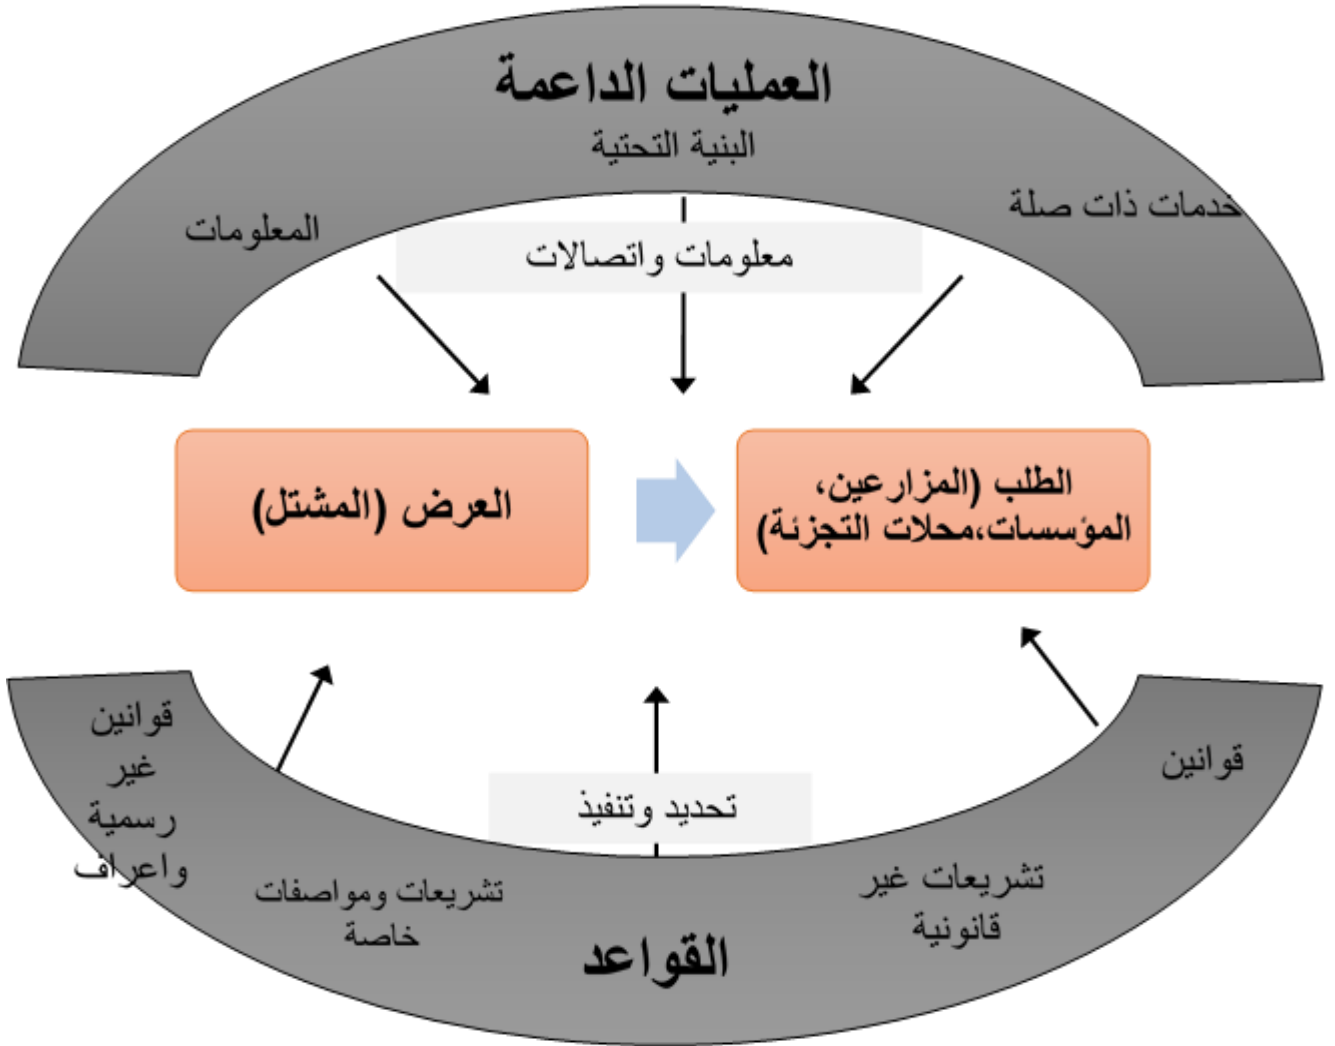 العمليات الداعمة
البنية التحتية
خدمات ذات صلة
المعلومات
معلومات واتصالات
الطلب (المزارعين،
المؤسسات،محلات التجزئة)
العرض (المشتل)
قوانين
قوانين
غير
رسمية
واعراف
تحديد وتنفيذ
تشريعات غير
قانونية
تشريعات ومواصفات
خاصة
القواعد